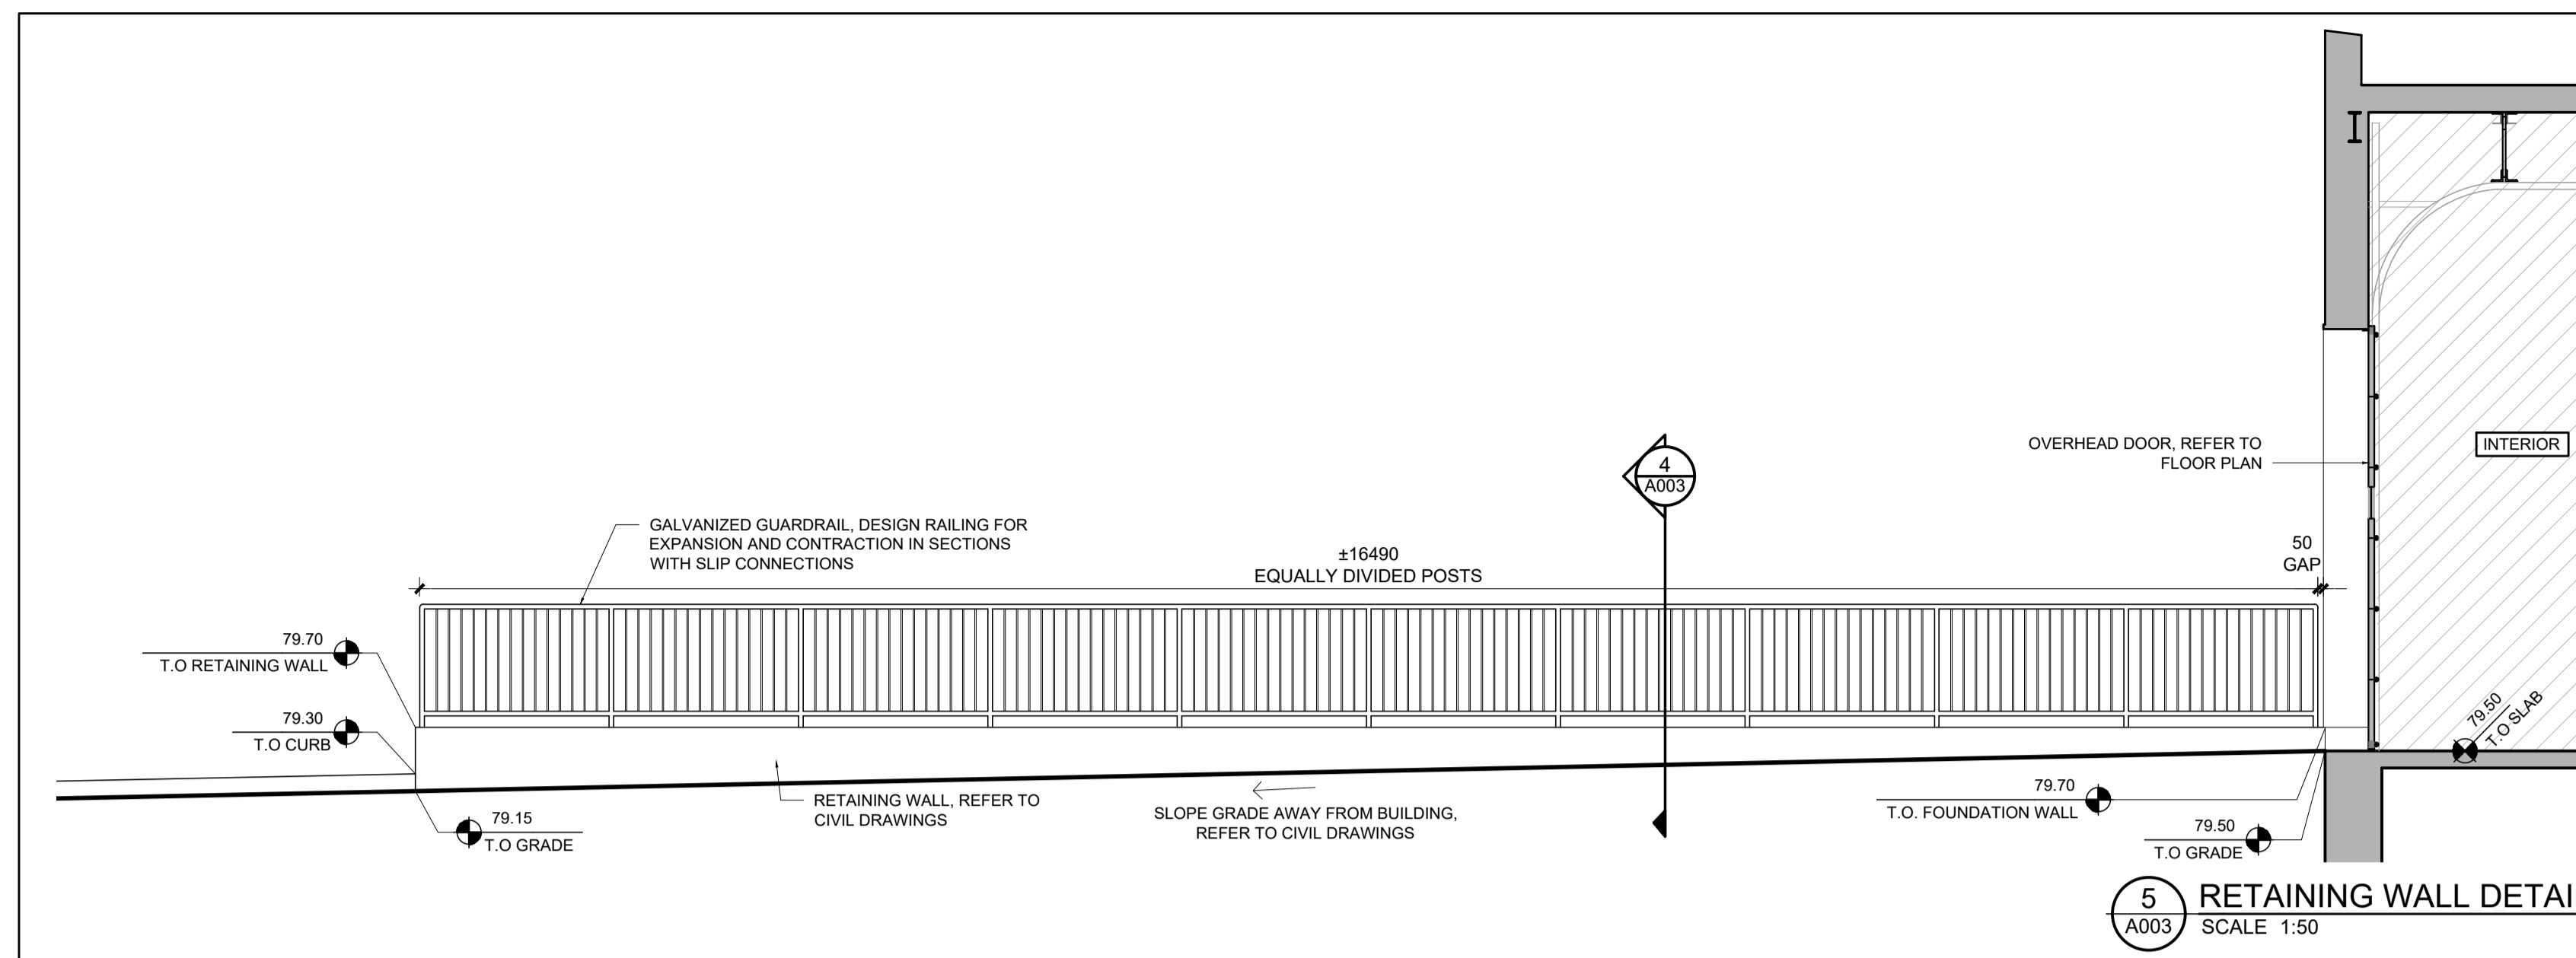 4
A003
OVERHEAD DOOR, REFER TO
FLOOR PLAN
INTERIOR
GALVANIZED GUARDRAIL, DESIGN RAILING FOR
EXPANSION AND CONTRACTION IN SECTIONS
WITH SLIP CONNECTIONS
±16490
EQUALLY DIVIDED POSTS
50
GAP
79.70
T.O RETAINING WALL
79.30
T.O CURB
79.15
T.O GRADE
RETAINING WALL, REFER TO
CIVIL DRAWINGS
SLOPE GRADE AWAY FROM BUILDING,
REFER TO CIVIL DRAWINGS
79.50
T.O SLAB
79.70
T.O. FOUNDATION WALL
79.50
T.O GRADE
5
A003
RETAINING WALL DETAI
SCALE 1:50